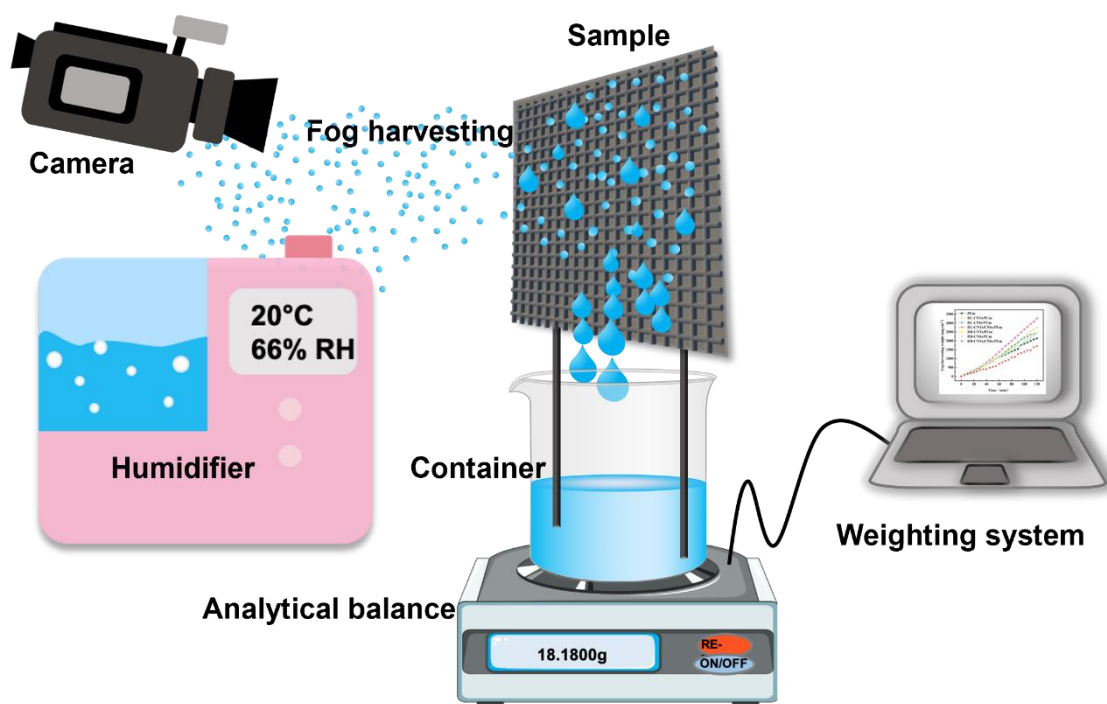 Sample
Fog harvesting
Camera
20°C
66% RH
Humidifier
Container
Weighting system
Analytical balance
18.1800g
RE-
ON/OFF